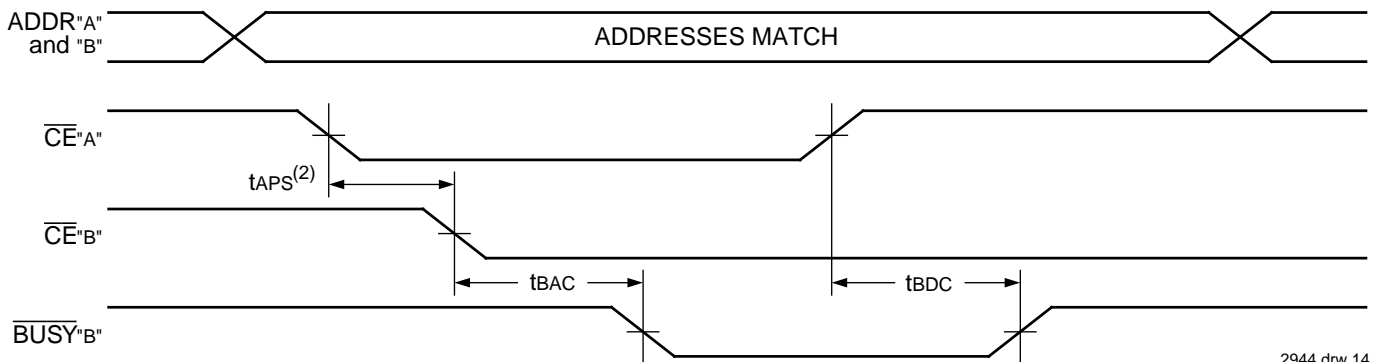 ADDR"A"
and "B"
ADDRESSES MATCH
CE"A"
tAPS(2)
CE"B"
tBAC
tBDC
BUSY"B"
2944 drw 14